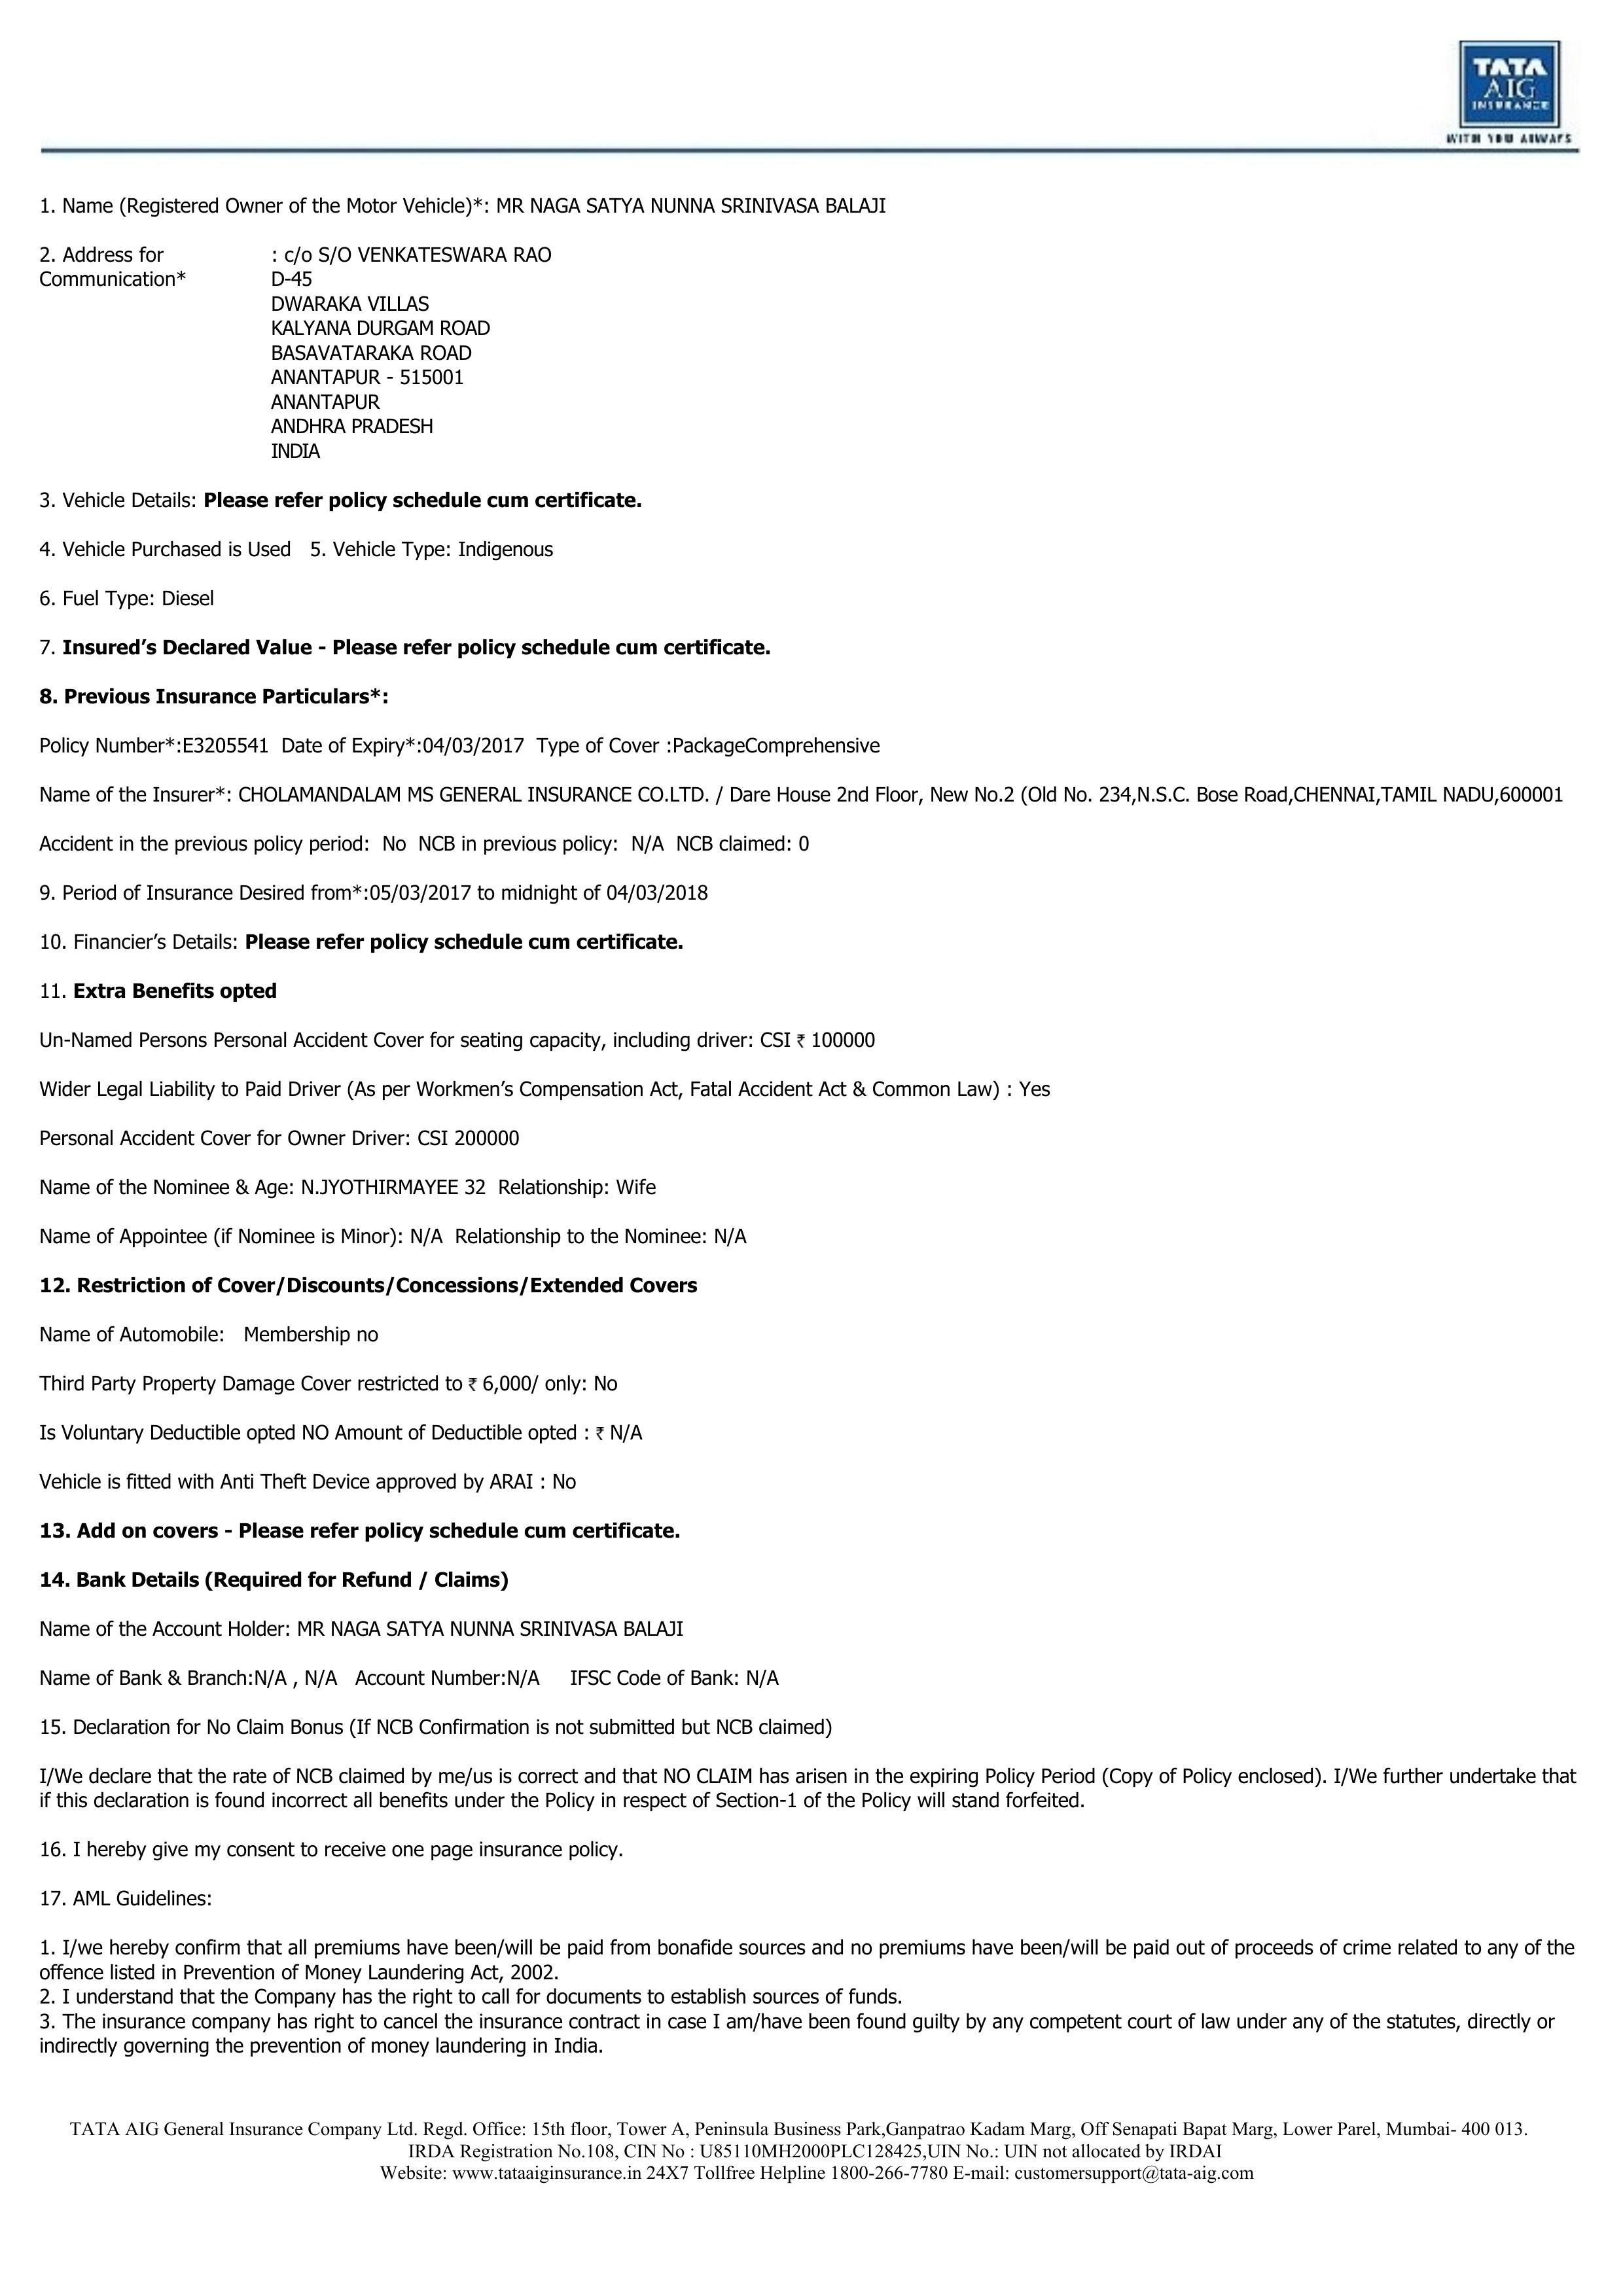 TATA
AIG
INSURANCE
WITH YOU ALWAYS
1. Name (Registered Owner of the Motor Vehicle)*: MR NAGA SATYA NUNNA SRINIVASA BALAJI
2. Address for : c/o S/O VENKATESWARA RAO
Communication* D-45
DWARAKA VILLAS
KALYANA DURGAM ROAD
BASAVATARAKA ROAD
ANANTAPUR - 515001
ANANTAPUR
ANDHRA PRADESH
INDIA
3. Vehicle Details: Please refer policy schedule cum certificate.
4. Vehicle Purchased is Used 5. Vehicle Type: Indigenous
6. Fuel Type: Diesel
7. Insured’s Declared Value - Please refer policy schedule cum certificate.
8. Previous Insurance Particulars*:
Policy Number*:E3205541 Date of Expiry*:04/03/2017 Type of Cover :PackageComprehensive
Name of the Insurer*: CHOLAMANDALAM MS GENERAL INSURANCE CO.LTD. / Dare House 2nd Floor, New No.2 (Old No. 234,N.S.C. Bose Road,CHENNAI,TAMIL NADU,600001
Accident in the previous policy period: No NCB in previous policy: N/A NCB claimed: 0
9. Period of Insurance Desired from*:05/03/2017 to midnight of 04/03/2018
10. Financier’s Details: Please refer policy schedule cum certificate.
11. Extra Benefits opted
Un-Named Persons Personal Accident Cover for seating capacity, including driver: CSI ₹ 100000
Wider Legal Liability to Paid Driver (As per Workmen’s Compensation Act, Fatal Accident Act & Common Law) : Yes
Personal Accident Cover for Owner Driver: CSI 200000
Name of the Nominee & Age: N.JYOTHIRMAYEE 32 Relationship: Wife
Name of Appointee (if Nominee is Minor): N/A Relationship to the Nominee: N/A
12. Restriction of Cover/Discounts/Concessions/Extended Covers
Name of Automobile: Membership no
Third Party Property Damage Cover restricted to ₹ 6,000/ only: No
Is Voluntary Deductible opted NO Amount of Deductible opted : ₹ N/A
Vehicle is fitted with Anti Theft Device approved by ARAI : No
13. Add on covers - Please refer policy schedule cum certificate.
14. Bank Details (Required for Refund / Claims)
Name of the Account Holder: MR NAGA SATYA NUNNA SRINIVASA BALAJI
Name of Bank & Branch:N/A , N/A Account Number:N/A IFSC Code of Bank: N/A
15. Declaration for No Claim Bonus (If NCB Confirmation is not submitted but NCB claimed)
I/We declare that the rate of NCB claimed by me/us is correct and that NO CLAIM has arisen in the expiring Policy Period (Copy of Policy enclosed). I/We further undertake that
if this declaration is found incorrect all benefits under the Policy in respect of Section-1 of the Policy will stand forfeited.
16. I hereby give my consent to receive one page insurance policy.
17. AML Guidelines:
1. I/we hereby confirm that all premiums have been/will be paid from bonafide sources and no premiums have been/will be paid out of proceeds of crime related to any of the
offence listed in Prevention of Money Laundering Act, 2002.
2. I understand that the Company has the right to call for documents to establish sources of funds.
3. The insurance company has right to cancel the insurance contract in case I am/have been found guilty by any competent court of law under any of the statutes, directly or
indirectly governing the prevention of money laundering in India.
TATA AIG General Insurance Company Ltd. Regd. Office: 15th floor, Tower A, Peninsula Business Park,Ganpatrao Kadam Marg, Off Senapati Bapat Marg, Lower Parel, Mumbai- 400 013.
IRDA Registration No.108, CIN No : U85110MH2000PLC128425,UIN No.: UIN not allocated by IRDAI
Website: www.tataaiginsurance.in 24X7 Tollfree Helpline 1800-266-7780 E-mail: customersupport@tata-aig.com